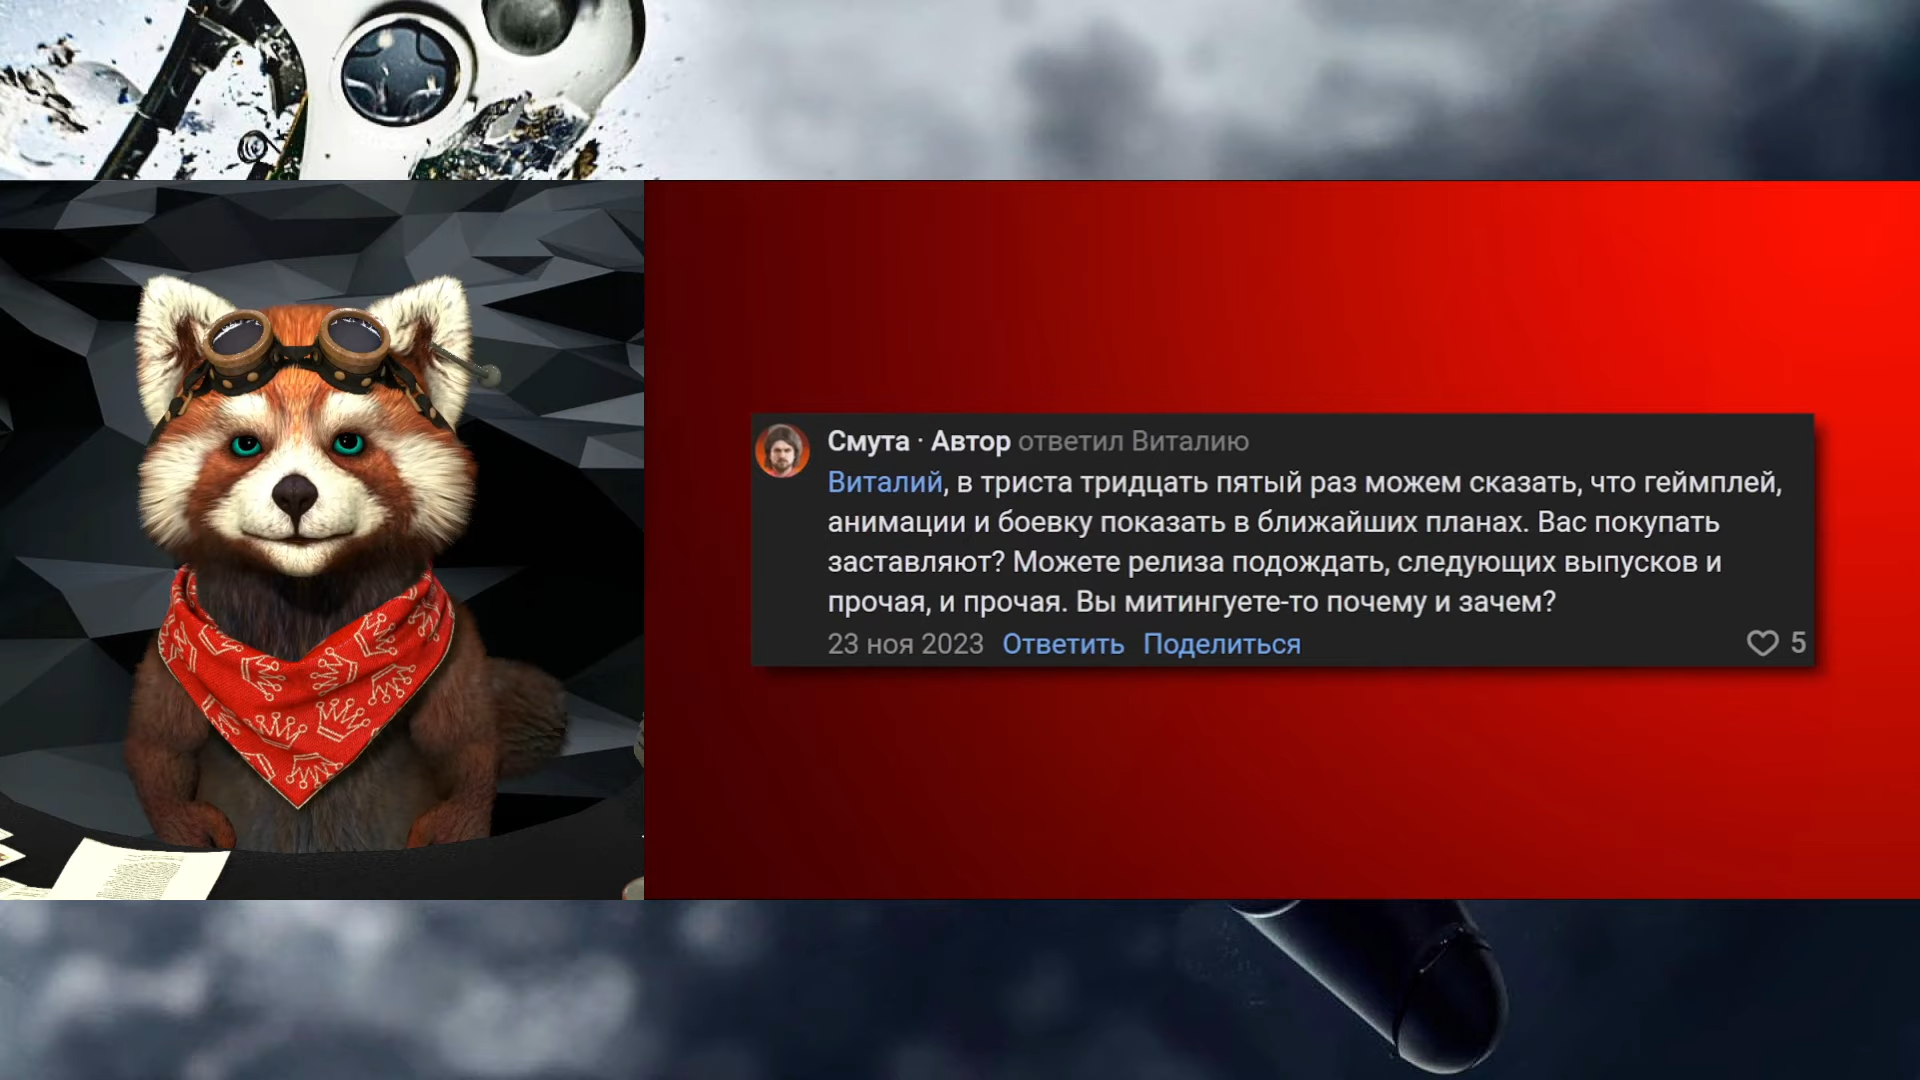 Смута · Автор ответил Виталию
Виталий, в триста тридцать пятый раз можем сказать, что геймплей,
анимации и боевку показать в ближайших планах. Вас покупать
заставляют? Можете релиза подождать, следующих выпусков и
прочая, и прочая. Вы митингуете-то почему и зачем?
23 ноя 2023 Ответить Поделиться 5